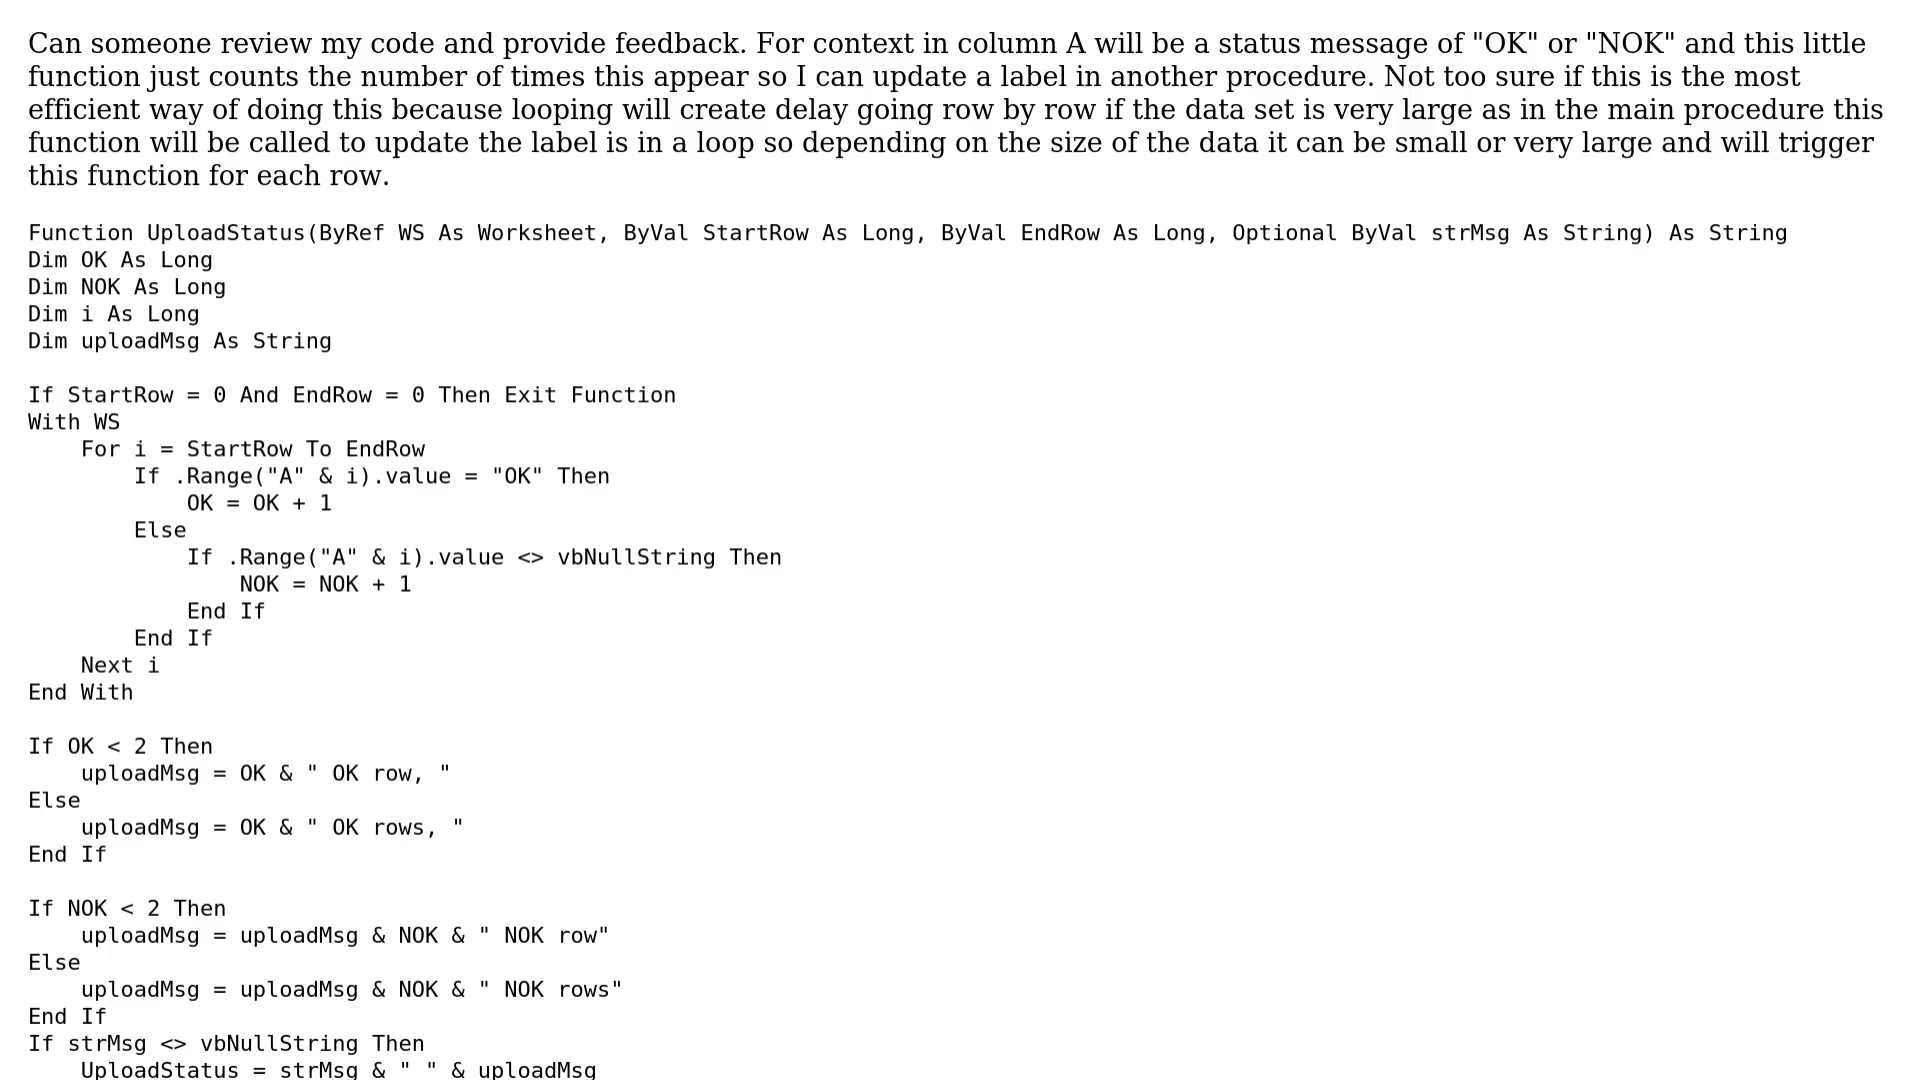 Can someone review my code and provide feedback. For context in column A will be a status message of "OK" or "NOK" and this little
function just counts the number of times this appear so I can update a label in another procedure. Not too sure if this is the most
efficient way of doing this because looping will create delay going row by row if the data set is very large as in the main procedure this
function will be called to update the label is in a loop so depending on the size of the data it can be small or very large and will trigger
this function for each row.

Function UploadStatus(ByRef WS As Worksheet, ByVal StartRow As Long, ByVal EndRow As Long, Optional ByVal strMsg As String) As String
Dim OK As Long
Dim NOK As Long
Dim i As Long
Dim uploadMsg As String

If StartRow = 0 And EndRow = 0 Then Exit Function
With WS
    For i = StartRow To EndRow
        If .Range("A" & i).value = "OK" Then
            OK = OK + 1
        Else
            If .Range("A" & i).value <> vbNullString Then
                NOK = NOK + 1
            End If
        End If
    Next i
End With

If OK < 2 Then
    uploadMsg = OK & " OK row, "
Else
    uploadMsg = OK & " OK rows, "
End If

If NOK < 2 Then
    uploadMsg = uploadMsg & NOK & " NOK row"
Else
    uploadMsg = uploadMsg & NOK & " NOK rows"
End If
If strMsg <> vbNullString Then
    UploadStatus = strMsg & " " & uploadMsg